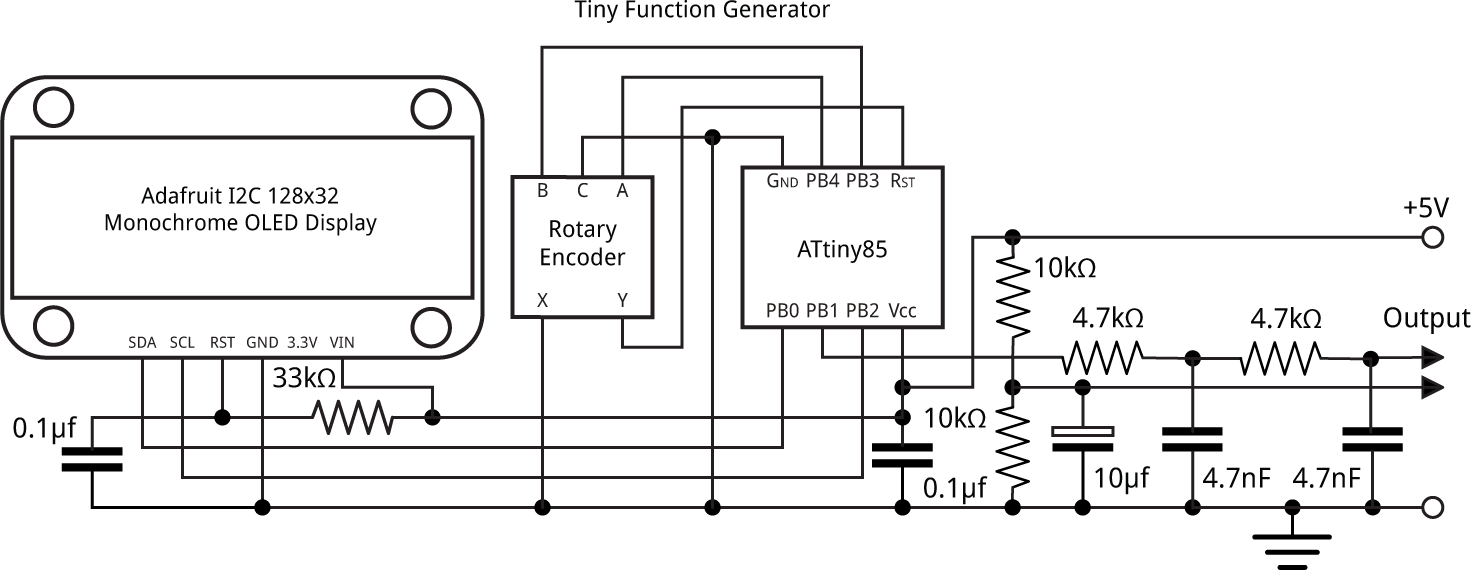 Tiny Function Generator
Adafruit I2C 128x32
Monochrome OLED Display
SDA SCL RST GND 3.3V VIN
B C A
Rotary
Encoder
X Y
GND PB4 PB3 RST
ATtiny85
PB0 PB1 PB2 Vcc
+5V
10kΩ
4.7kΩ
4.7kΩ
Output
33kΩ
0.1µf
10kΩ
0.1µf
10µf
4.7nF
4.7nF